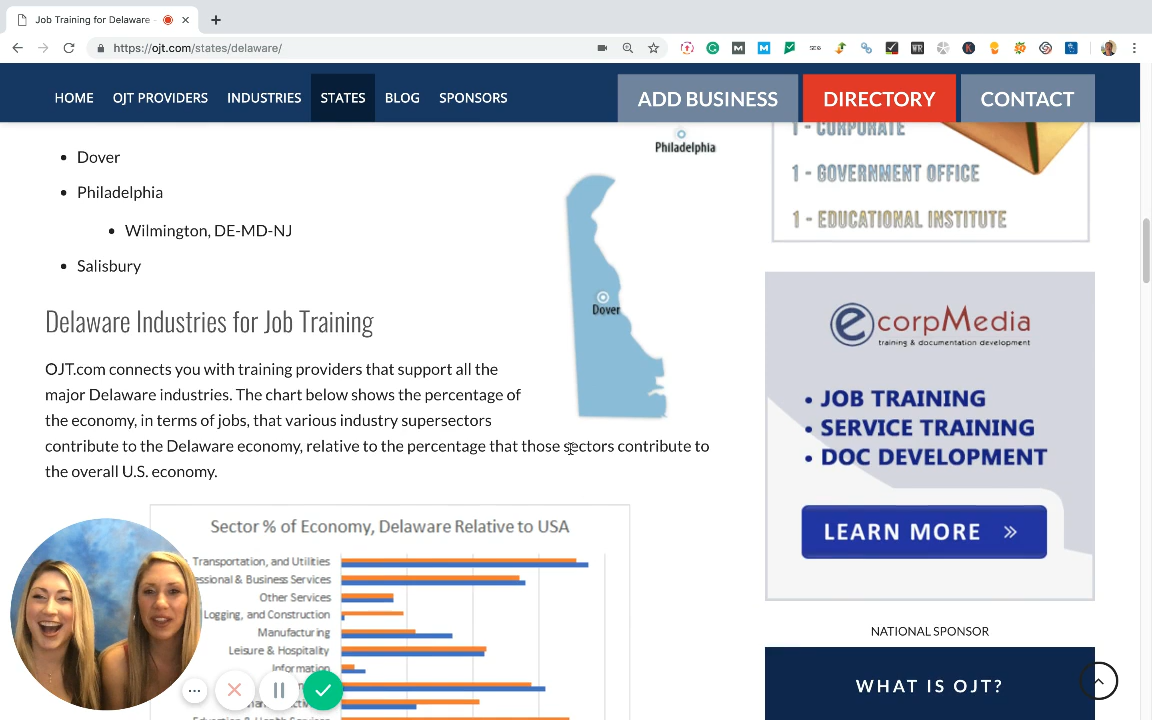 Job Training for Delaware
https://ojt.com/states/delaware/
HOME
OJT PROVIDERS
INDUSTRIES
STATES
BLOG
SPONSORS
ADD BUSINESS
DIRECTORY
CONTACT
Dover
Philadelphia
Wilmington, DE-MD-NJ
Salisbury
Philadelphia
Dover
1 - CORPORATE
1 - GOVERNMENT OFFICE
1 - EDUCATIONAL INSTITUTE
Delaware Industries for Job Training
OJT.com connects you with training providers that support all the
major Delaware industries. The chart below shows the percentage of
the economy, in terms of jobs, that various industry supersectors
contribute to the Delaware economy, relative to the percentage that those sectors contribute to
the overall U.S. economy.
ecorpMedia
training & documentation development
• JOB TRAINING
• SERVICE TRAINING
• DOC DEVELOPMENT
LEARN MORE »
Sector % of Economy, Delaware Relative to USA
Transportation, and Utilities
& Business Services
Other Services
Logging, and Construction
Manufacturing
Leisure & Hospitality
Information
NATIONAL SPONSOR
WHAT IS OJT?